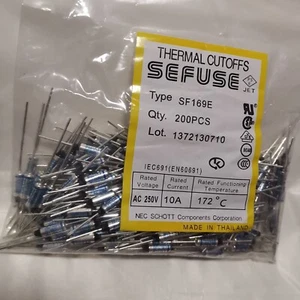 THERMAL CUTOFFS
SEFUSE
JET
Type SF169E
Qty. 200PCS
Lot. 1372130710
IEC691(EN60691)
Rated Voltage Rated Current Rated Functioning Temperature
AC 250V 10A 172°C
NEC SCHOTT Components Corporation
MADE IN THAILAND